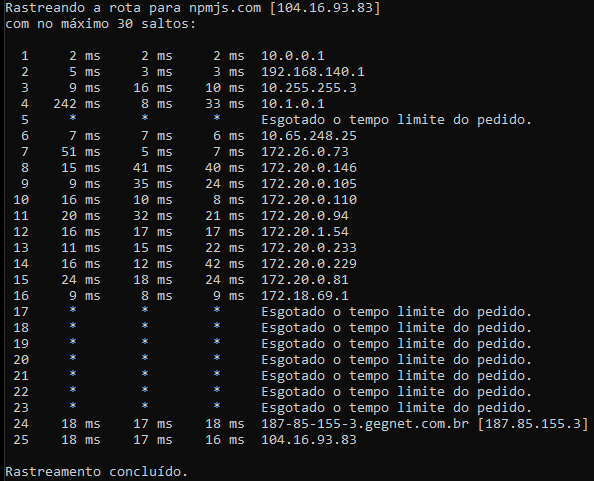 Rastreando a rota para npmjs.com [104.16.93.83]
com no máximo 30 saltos:
1 2 ms 2 ms 2 ms 10.0.0.1
2 5 ms 3 ms 3 ms 192.168.140.1
3 9 ms 16 ms 10 ms 10.255.255.3
4 242 ms 8 ms 33 ms 10.1.0.1
5 * * * Esgotado o tempo limite do pedido.
6 7 ms 7 ms 6 ms 10.65.248.25
7 51 ms 5 ms 7 ms 172.26.0.73
8 15 ms 41 ms 40 ms 172.20.0.146
9 9 ms 35 ms 24 ms 172.20.0.105
10 16 ms 10 ms 8 ms 172.20.0.110
11 20 ms 32 ms 21 ms 172.20.0.94
12 16 ms 17 ms 17 ms 172.20.1.54
13 11 ms 15 ms 22 ms 172.20.0.233
14 16 ms 12 ms 42 ms 172.20.0.229
15 24 ms 18 ms 24 ms 172.20.0.81
16 9 ms 8 ms 9 ms 172.18.69.1
17 * * * Esgotado o tempo limite do pedido.
18 * * * Esgotado o tempo limite do pedido.
19 * * * Esgotado o tempo limite do pedido.
20 * * * Esgotado o tempo limite do pedido.
21 * * * Esgotado o tempo limite do pedido.
22 * * * Esgotado o tempo limite do pedido.
23 * * * Esgotado o tempo limite do pedido.
24 18 ms 17 ms 18 ms 187-85-155-3.gegnet.com.br [187.85.155.3]
25 18 ms 17 ms 16 ms 104.16.93.83
Rastreamento concluído.